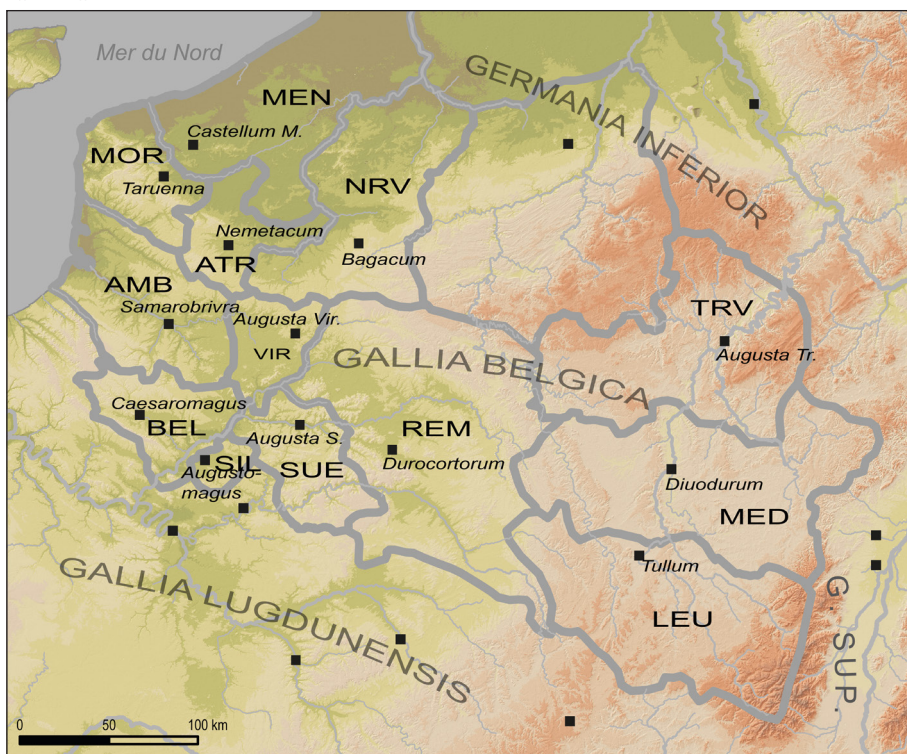 Mer du Nord
MEN
GERMANIA INFERIOR
Castellum M.
MOR
Taruenna
NRV
Nemetacum
ATR
Bagacum
AMB
Samarobrivra
Augusta Vir.
VIR
TRV
Augusta Tr.
GALLIA BELGICA
Caesaromagus
BEL
Augusta S.
REM
SIL
SUE
Durocortorum
Augusto-
magus
Diuodurum
MED
Tullum
LEU
GALLIA LUGDUNENSIS
G. SUP.
0 50 100 km